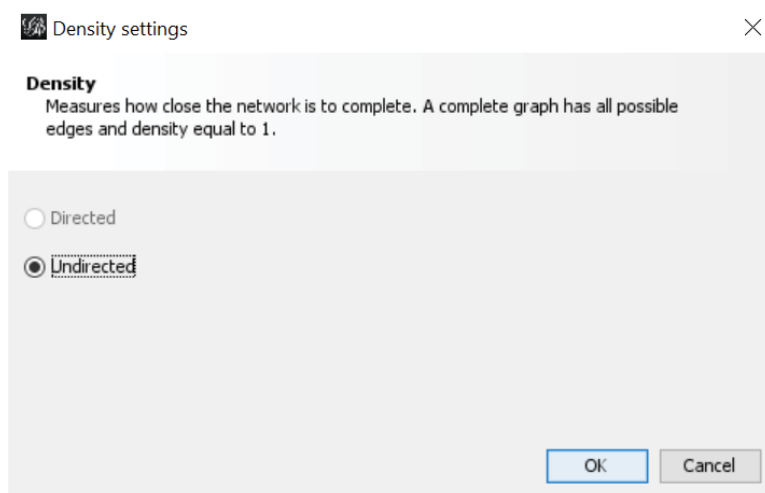 Density settings
Density
Measures how close the network is to complete. A complete graph has all possible
edges and density equal to 1.
Directed
Undirected
OK
Cancel